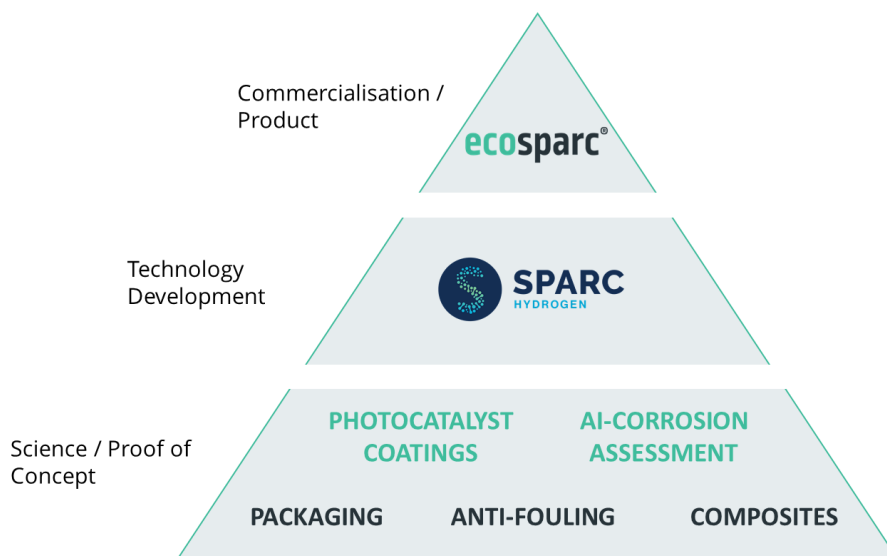 Commercialisation /
Product
ecosparc®
Technology
Development
SPARC
HYDROGEN
Science / Proof of
Concept
PHOTOCATALYST
COATINGS
AI-CORROSION
ASSESSMENT
PACKAGING
ANTI-FOULING
COMPOSITES